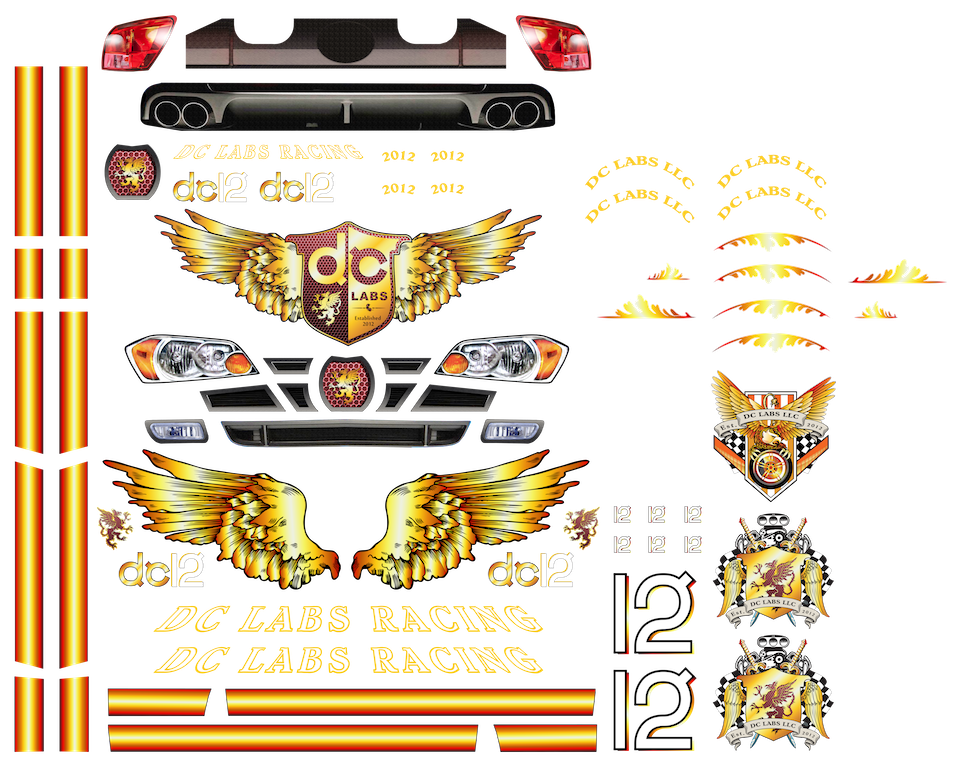 DC LABS RACING
2012 2012
dc12 dc12
2012 2012
DC LABS LLC
DC LABS LLC
DC LABS LLC
DC LABS LLC
dc
LABS
Established
2012
DC LABS LLC
Est. 2012
12 12 12
12 12 12
dc12
dc12
DC LABS RACING
DC LABS RACING
12
12
DC LABS LLC
Est. 2012
DC LABS LLC
Est. 2012